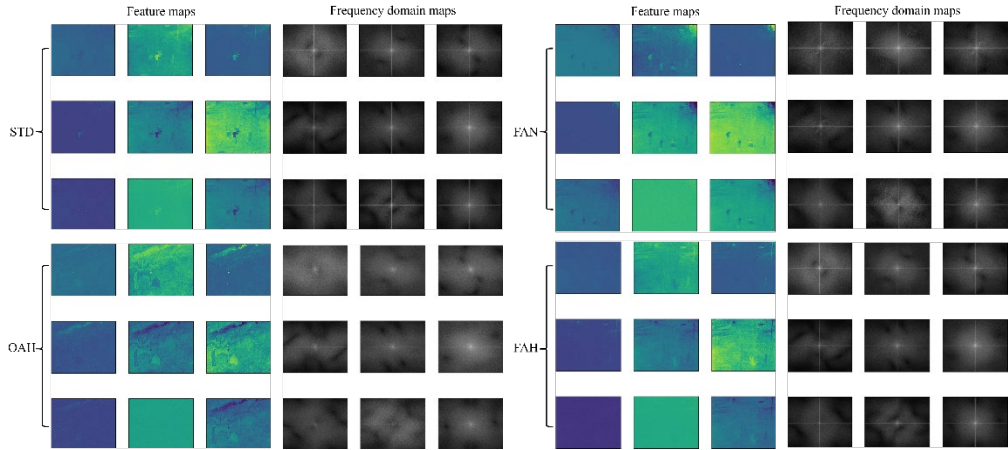 Feature maps
Frequency domain maps
Feature maps
Frequency domain maps
STD
FAN
OAH
FAH